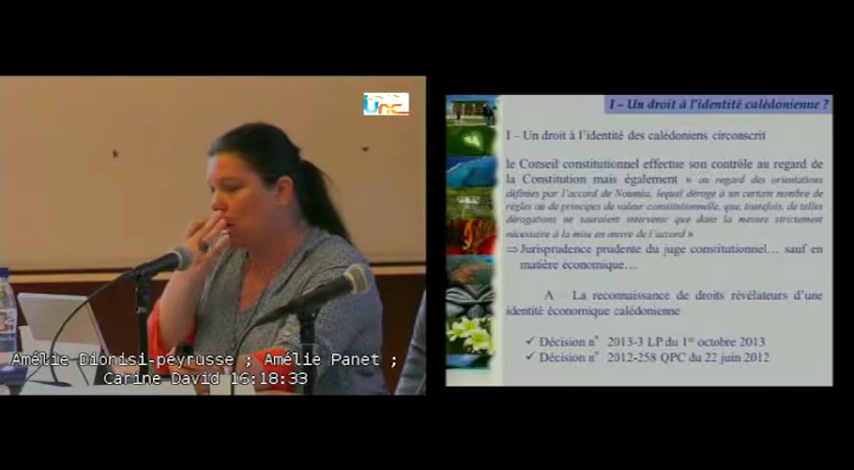 Unc
Amélie Dionisi-peyrusse ; Amélie Panet ;
Carine David 16:18:33
I – Un droit à l'identité calédonienne ?
I – Un droit à l'identité des calédoniens circonscrit
le Conseil constitutionnel effectue son contrôle au regard de
la Constitution mais également « au regard des orientations
définies par l'accord de Nouméa, lequel déroge à un certain nombre de
règles ou de principes de valeur constitutionnelle, que, toutefois, de telles
dérogations ne sauraient intervenir que dans la mesure strictement
nécessaire à la mise en œuvre de l'accord »
⇒ Jurisprudence prudente du juge constitutionnel… sauf en
matière économique…
A – La reconnaissance de droits révélateurs d'une
identité économique calédonienne
✓ Décision n° 2013-3 LP du 1er octobre 2013
✓ Décision n° 2012-258 QPC du 22 juin 2012